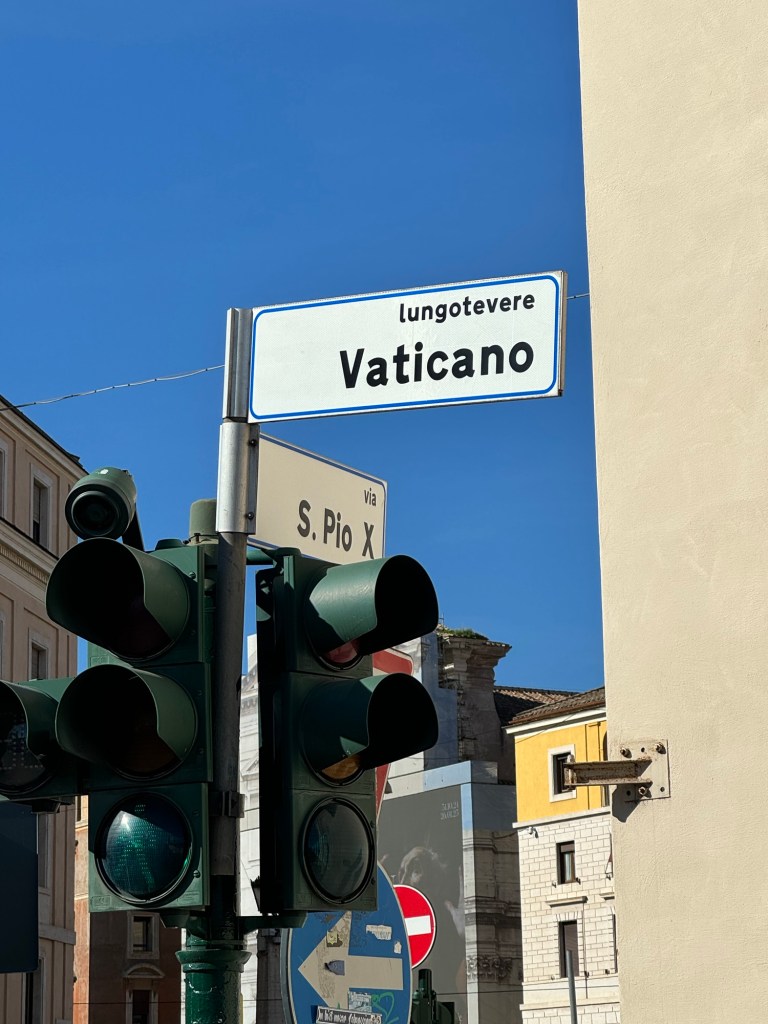 lungotevere
Vaticano
via
S. Pio X